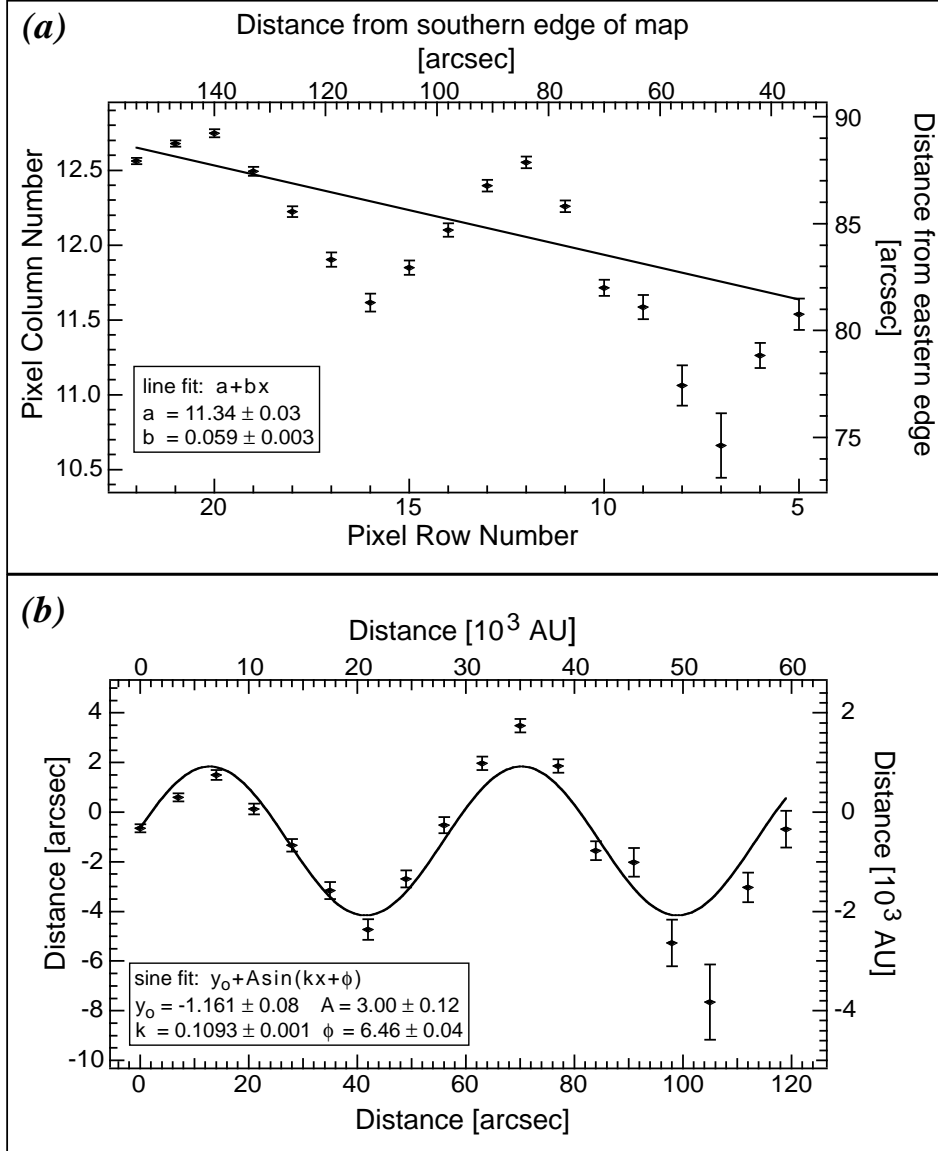 (a)
Distance from southern edge of map
[arcsec]
140 120 100 80 60 40
12.5
12.0
11.5
11.0
10.5
Pixel Column Number
90
85
80
75
Distance from eastern edge
[arcsec]
line fit: a+bx
a = 11.34 ± 0.03
b = 0.059 ± 0.003
20 15 10 5
Pixel Row Number
(b)
Distance [10³ AU]
0 10 20 30 40 50 60
4
2
0
-2
-4
-6
-8
-10
Distance [arcsec]
2
0
-2
-4
Distance [10³ AU]
sine fit: y₀+Asin(kx+ϕ)
y₀ = -1.161 ± 0.08 A = 3.00 ± 0.12
k = 0.1093 ± 0.001 ϕ = 6.46 ± 0.04
0 20 40 60 80 100 120
Distance [arcsec]